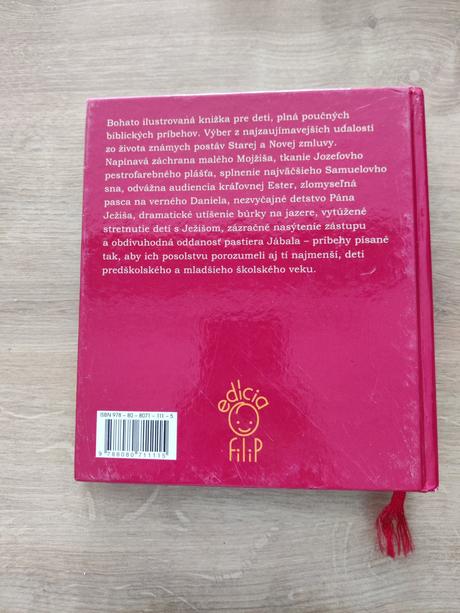 Bohato ilustrovaná knižka pre deti, plná poučných
biblických príbehov. Výber z najzaujímavejších udalostí
zo života známych postáv Starej a Novej zmluvy.
Napínavá záchrana malého Mojžiša, tkanie Jozefovho
pestrofarebného plášťa, splnenie najväčšieho Samuelovho
sna, odvážna audiencia kráľovnej Ester, zlomyseľná
pasca na verného Daniela, nezvyčajné detstvo Pána
Ježiša, dramatické utíšenie búrky na jazere, vytúžené
stretnutie detí s Ježišom, zázračné nasýtenie zástupu
a obdivuhodná oddanosť pastiera Jábala – príbehy písané
tak, aby ich posolstvu porozumeli aj tí najmenší, deti
predškolského a mladšieho školského veku.
ISBN 978 – 80 – 8071 – 111 – 5
9 788080 711115
edícia
FiliP